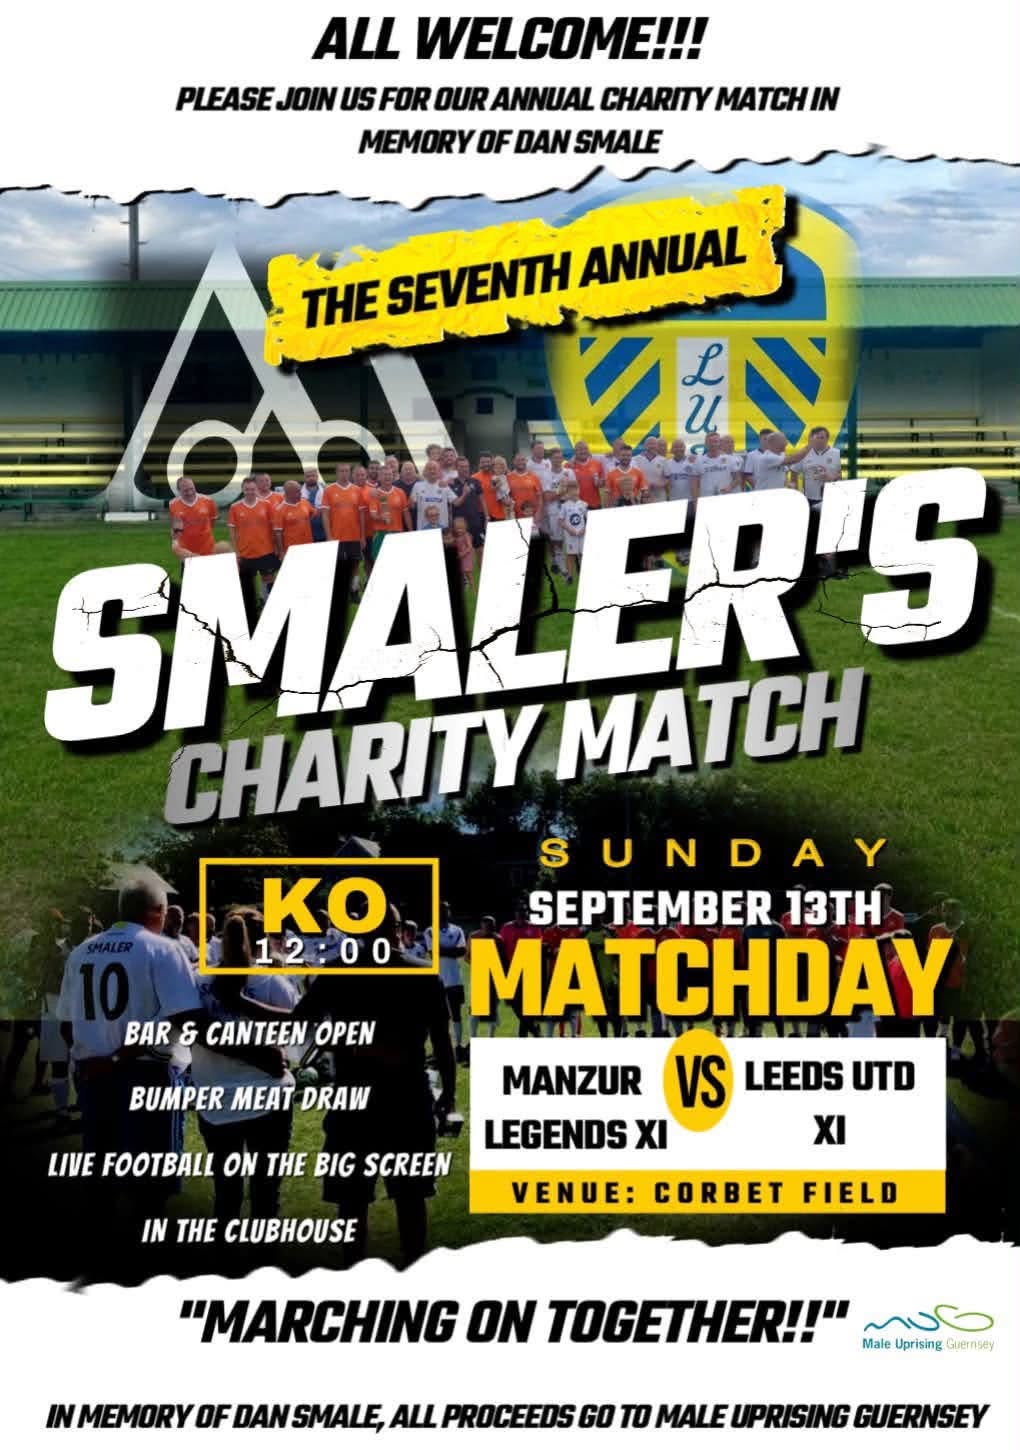 ALL WELCOME!!!
PLEASE JOIN US FOR OUR ANNUAL CHARITY MATCH IN
MEMORY OF DAN SMALE
THE SEVENTH ANNUAL
L
U
SMALER'S
CHARITY MATCH
KO
12:00
SUNDAY
SEPTEMBER 13TH
MATCHDAY
SMALER
10
BAR & CANTEEN OPEN
BUMPER MEAT DRAW
LIVE FOOTBALL ON THE BIG SCREEN
IN THE CLUBHOUSE
MANZUR
LEGENDS XI
VS
LEEDS UTD
XI
VENUE: CORBET FIELD
"MARCHING ON TOGETHER!!"
Male Uprising Guernsey
IN MEMORY OF DAN SMALE, ALL PROCEEDS GO TO MALE UPRISING GUERNSEY